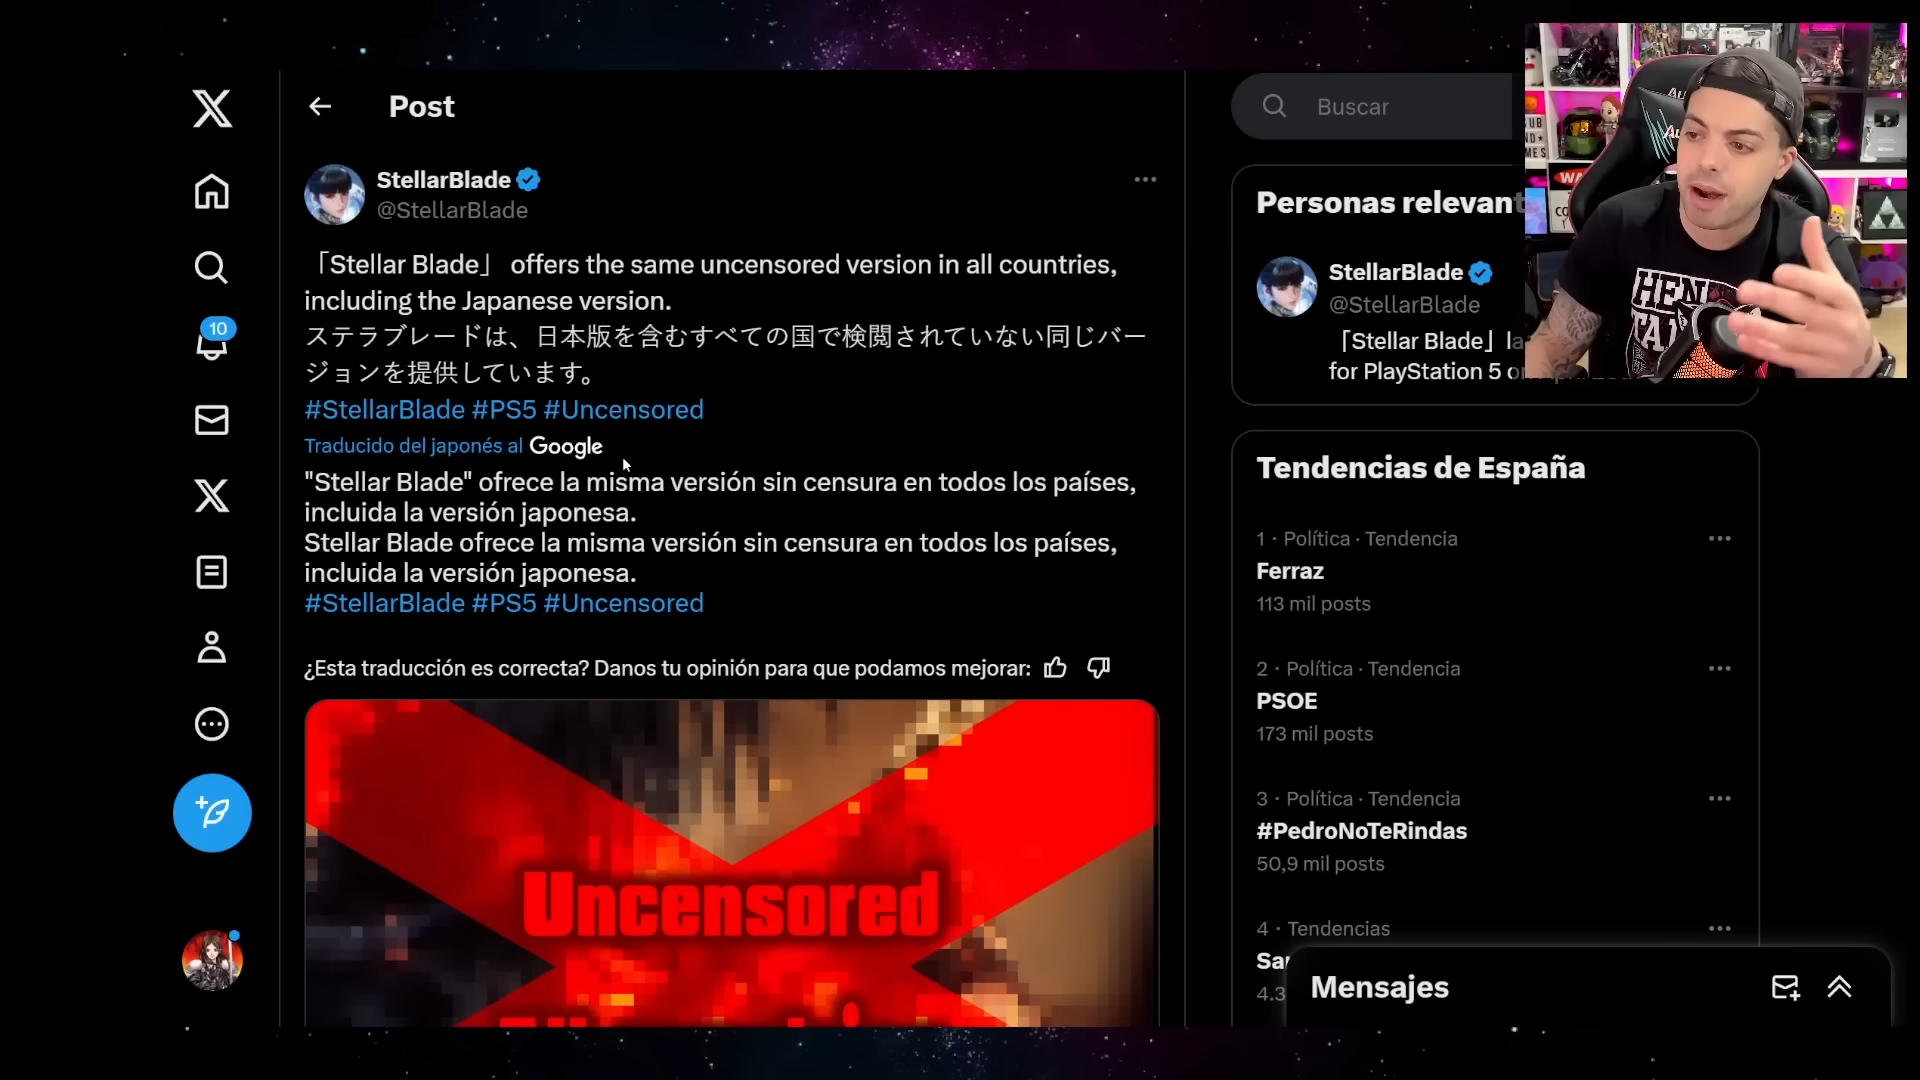 Post
Buscar
StellarBlade
@StellarBlade
「Stellar Blade」 offers the same uncensored version in all countries,
including the Japanese version.
ステラブレードは、日本版を含むすべての国で検閲されていない同じバー
ジョンを提供しています。
#StellarBlade #PS5 #Uncensored
Traducido del japonés al Google
"Stellar Blade" ofrece la misma versión sin censura en todos los países,
incluida la versión japonesa.
Stellar Blade ofrece la misma versión sin censura en todos los países,
incluida la versión japonesa.
#StellarBlade #PS5 #Uncensored
¿Esta traducción es correcta? Danos tu opinión para que podamos mejorar:
Uncensored
10
Personas relevant
StellarBlade
@StellarBlade
「Stellar Blade」 la
for PlayStation 5 o
Tendencias de España
1 · Política · Tendencia
Ferraz
113 mil posts
2 · Política · Tendencia
PSOE
173 mil posts
3 · Política · Tendencia
#PedroNoTeRindas
50,9 mil posts
4 · Tendencias
Sa
4.3
Mensajes
HEN
TAI